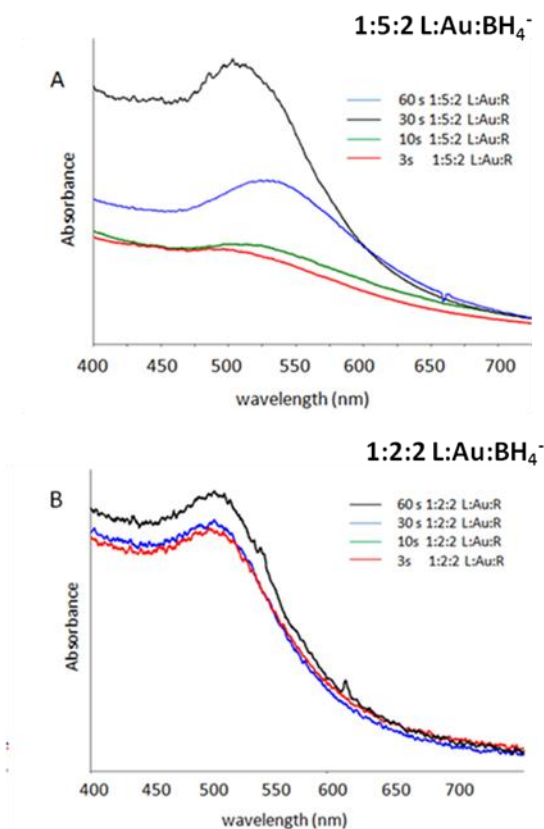 1:5:2 L:Au:BH₄⁻
A
60 s 1:5:2 L:Au:R
30 s 1:5:2 L:Au:R
10s 1:5:2 L:Au:R
3s 1:5:2 L:Au:R
Absorbance
400 450 500 550 600 650 700
wavelength (nm)
1:2:2 L:Au:BH₄⁻
B
60 s 1:2:2 L:Au:R
30 s 1:2:2 L:Au:R
10s 1:2:2 L:Au:R
3s 1:2:2 L:Au:R
Absorbance
400 450 500 550 600 650 700
wavelength (nm)